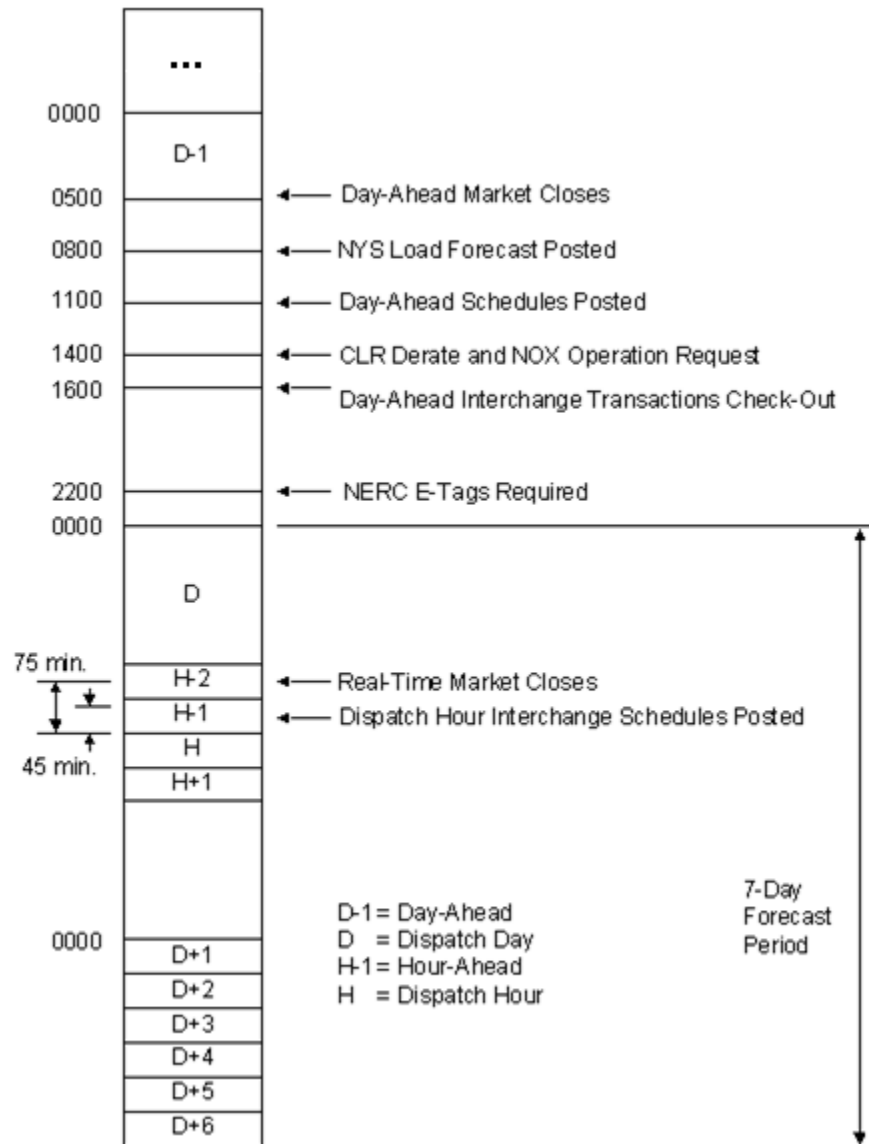 ...
0000
D-1
0500
Day-Ahead Market Closes
0800
NYS Load Forecast Posted
1100
Day-Ahead Schedules Posted
1400
CLR Derate and NOX Operation Request
1600
Day-Ahead Interchange Transactions Check-Out
2200
NERC E-Tags Required
0000
D
75 min.
H-2
Real-Time Market Closes
H-1
Dispatch Hour Interchange Schedules Posted
H
45 min.
H+1
7-Day
Forecast
Period
D-1 = Day-Ahead
D = Dispatch Day
H-1 = Hour-Ahead
H = Dispatch Hour
0000
D+1
D+2
D+3
D+4
D+5
D+6